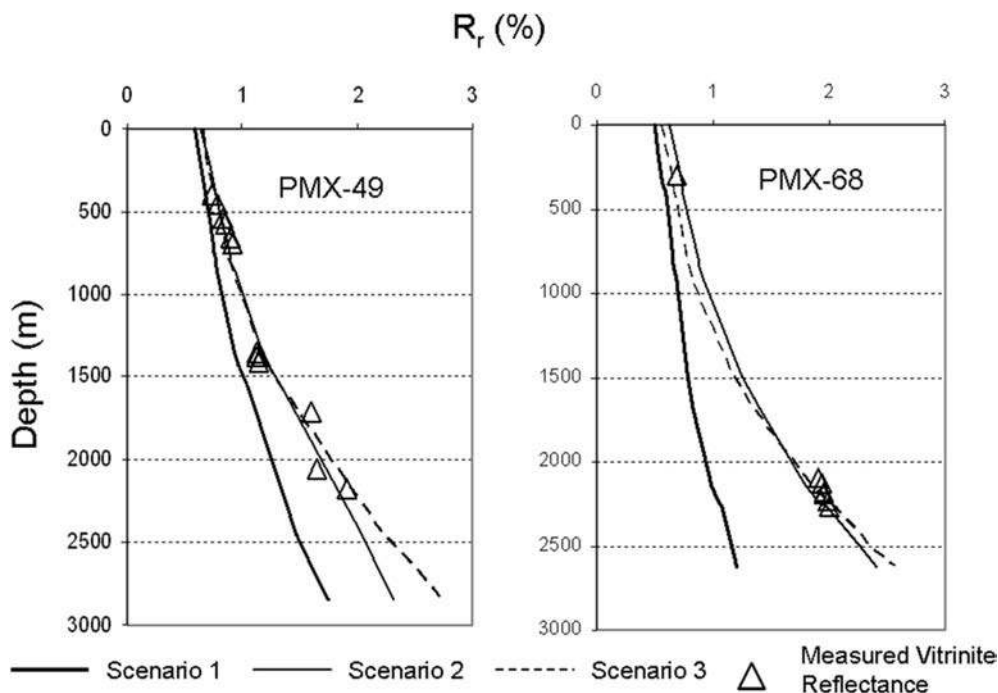 Rr (%)
0 1 2 3
0 1 2 3
0
500
1000
1500
2000
2500
3000
PMX-49
0
500
1000
1500
2000
2500
3000
PMX-68
Depth (m)
Scenario 1
Scenario 2
Scenario 3
Measured Vitrinite
Reflectance